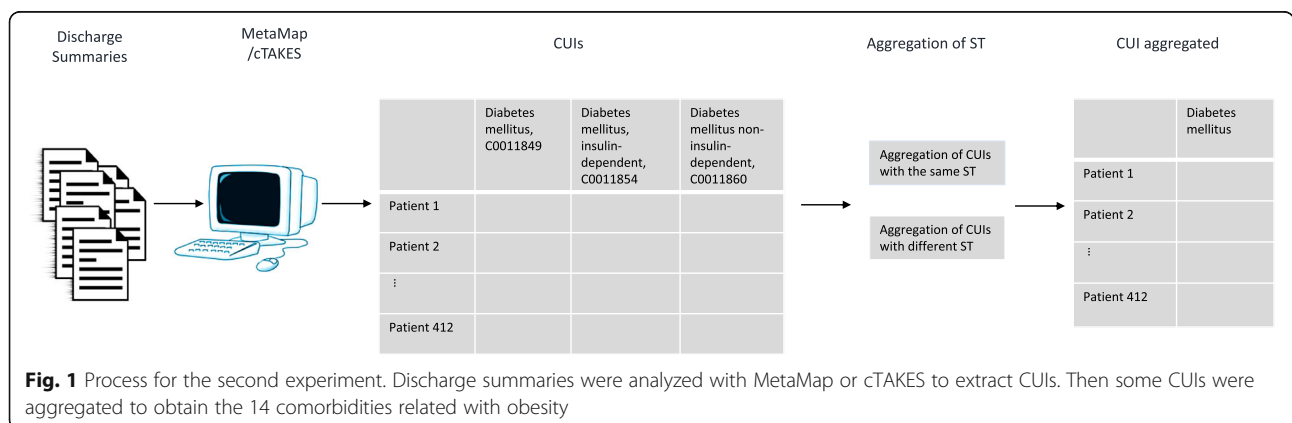 Discharge
Summaries
MetaMap
/cTAKES
CUIs
Aggregation of ST
CUI aggregated
Diabetes
mellitus,
C0011849
Diabetes
mellitus,
insulin-
dependent,
C0011854
Diabetes
mellitus non-
insulin-
dependent,
C0011860
Patient 1
Patient 2
⋮
Patient 412
Aggregation of CUIs
with the same ST
Aggregation of CUIs
with different ST
Diabetes
mellitus
Patient 1
Patient 2
⋮
Patient 412
Fig. 1 Process for the second experiment. Discharge summaries were analyzed with MetaMap or cTAKES to extract CUIs. Then some CUIs were
aggregated to obtain the 14 comorbidities related with obesity